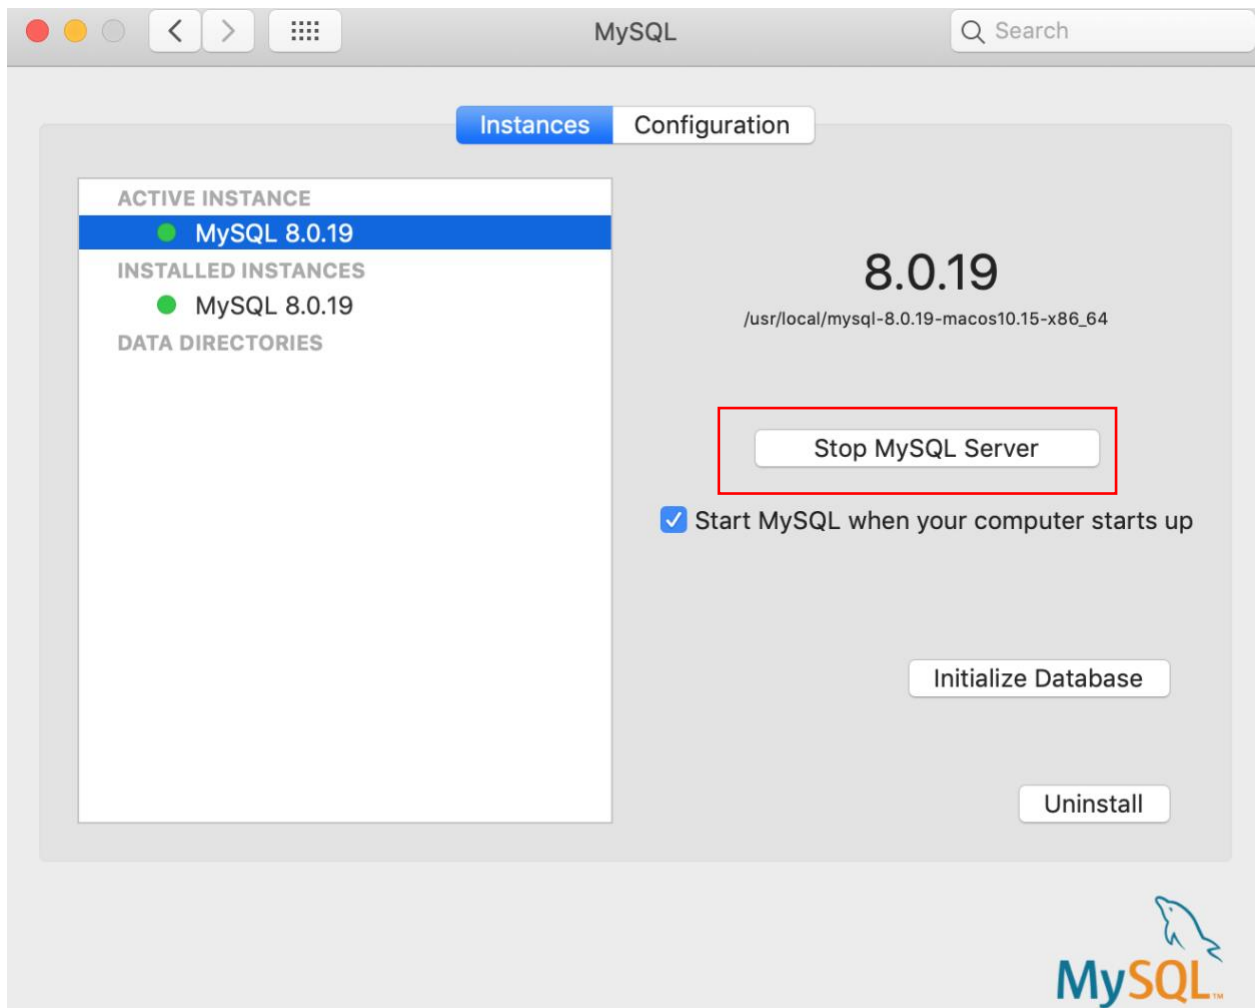 MySQL
Search
Instances
Configuration
ACTIVE INSTANCE
MySQL 8.0.19
INSTALLED INSTANCES
MySQL 8.0.19
DATA DIRECTORIES
8.0.19
/usr/local/mysql-8.0.19-macos10.15-x86_64
Stop MySQL Server
Start MySQL when your computer starts up
Initialize Database
Uninstall
MySQL™